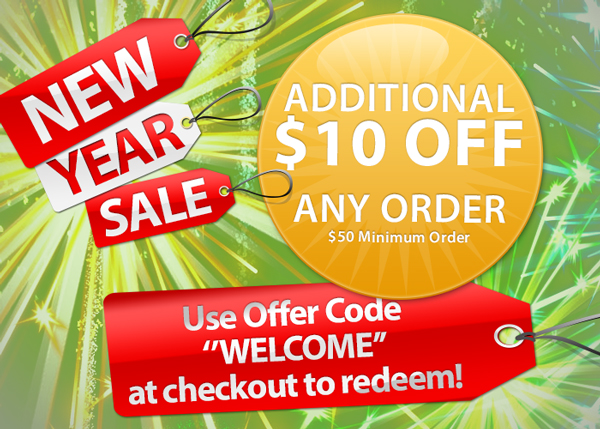 NEW
YEAR
SALE
ADDITIONAL
$10 OFF
ANY ORDER
$50 Minimum Order
Use Offer Code
‘’WELCOME”
at checkout to redeem!